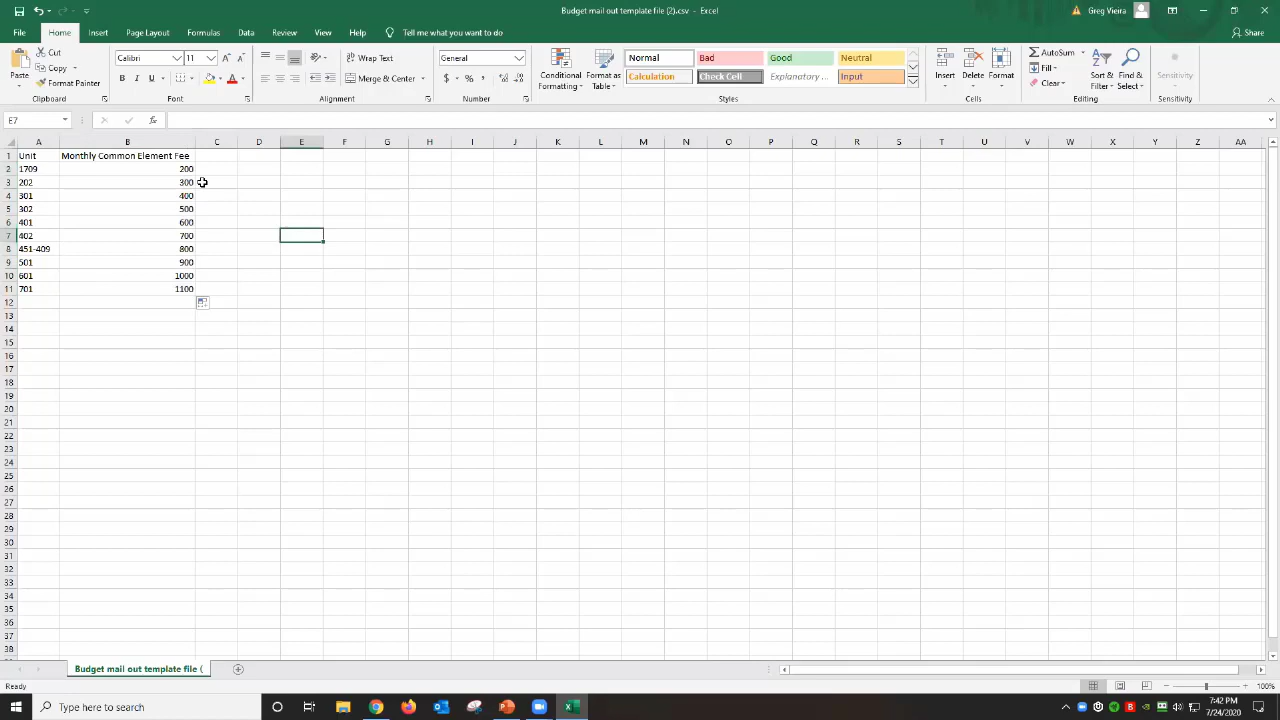 Budget mail out template file (2).csv - Excel
Greg Vieira
File Home Insert Page Layout Formulas Data Review View Help Tell me what you want to do
Share
Paste
Cut
Copy
Format Painter
Clipboard
Calibri 11
B I U
Font
Wrap Text
Merge & Center
Alignment
General
$ % ,
Number
Conditional Formatting
Format as Table
Normal Bad Good Neutral
Calculation Check Cell Explanatory ... Input
Styles
Insert Delete Format
Cells
AutoSum
Fill
Clear
Sort & Filter
Find & Select
Editing
Sensitivity
Sensitivity
E7
fx
A B C D E F G H I J K L M N O P Q R S T U V W X Y Z AA
1 Unit Monthly Common Element Fee
2 1709 200
3 202 300
4 301 400
5 302 500
6 401 600
7 402 700
8 451-409 800
9 501 900
10 601 1000
11 701 1100
12
13
14
15
16
17
18
19
20
21
22
23
24
25
26
27
28
29
30
31
32
33
34
35
36
37
38
Budget mail out template file (
Ready
100%
Type here to search
7:42 PM
7/24/2020